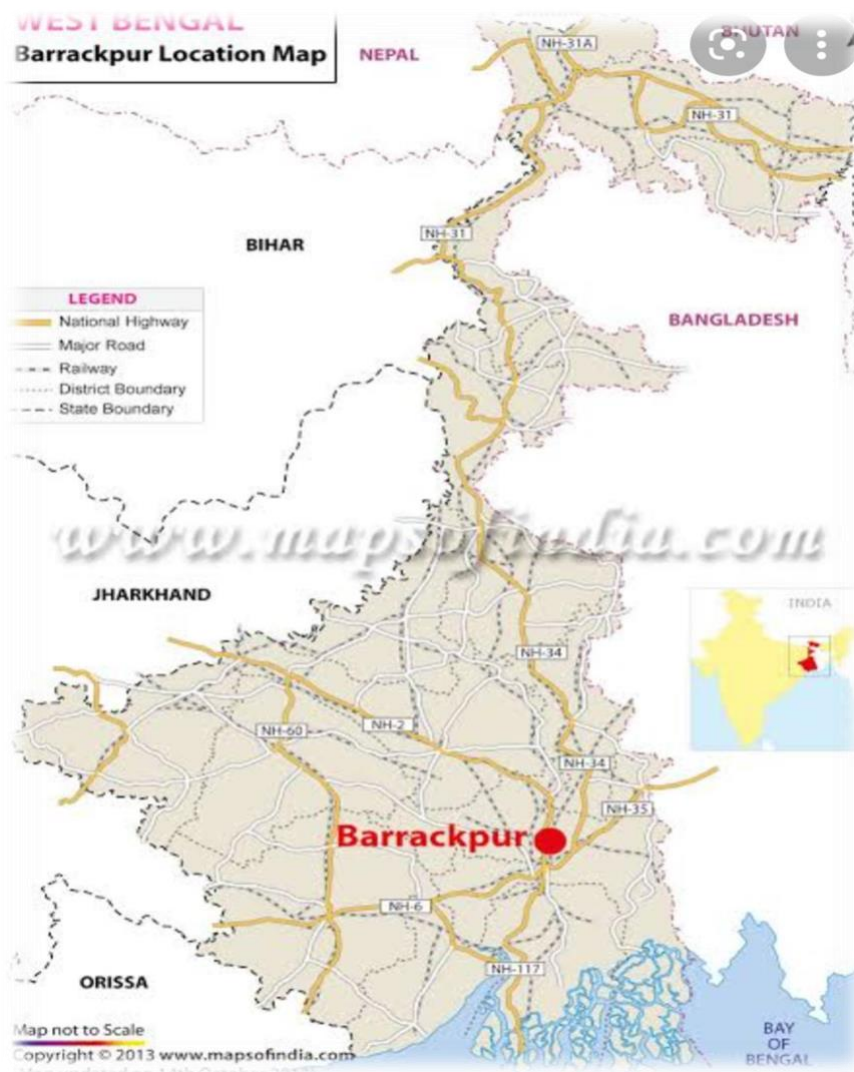 WEST BENGAL
Barrackpur Location Map
NEPAL
BHUTAN
NH-31A
NH-31
NH-31
BIHAR
LEGEND
National Highway
Major Road
Railway
District Boundary
State Boundary
BANGLADESH
www.mapsofindia.com
JHARKHAND
INDIA
NH-34
NH-2
NH-60
NH-34
NH-35
Barrackpur
NH-6
NH-117
ORISSA
Map not to Scale
Copyright © 2013 www.mapsofindia.com
BAY
OF
BENGAL